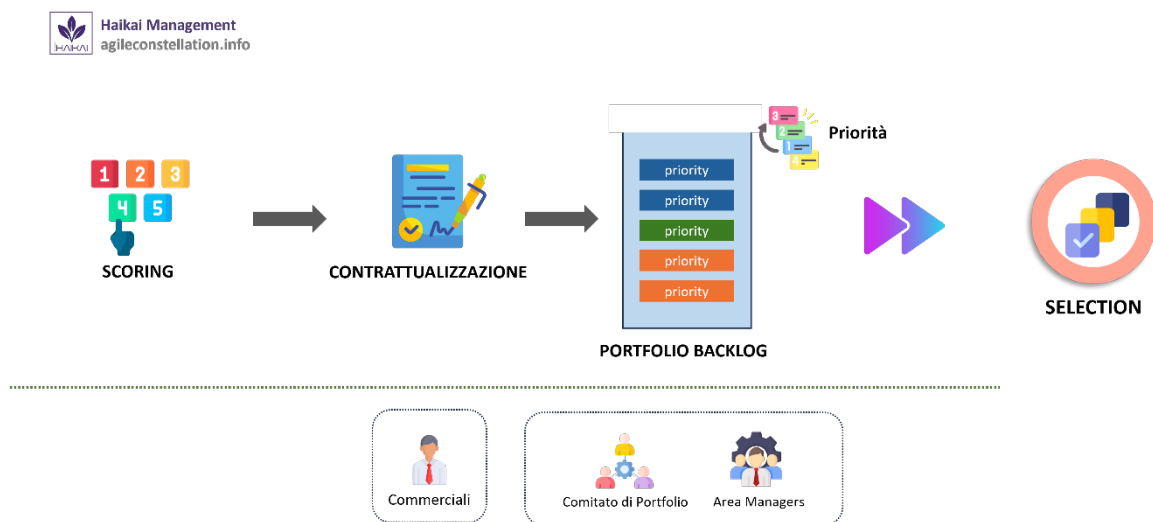 HAIKAI
Haikai Management
agileconstellation.info
3
2
1
4
Priorità
1 2 3
4 5
priority
priority
priority
priority
priority
SCORING
CONTRATTUALIZZAZIONE
PORTFOLIO BACKLOG
SELECTION
Commerciali
Comitato di Portfolio
Area Managers